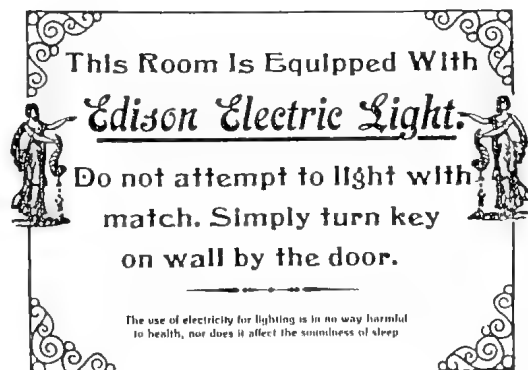 This Room Is Equipped With
Edison Electric Light.
Do not attempt to light with
match. Simply turn key
on wall by the door.
The use of electricity for lighting is in no way harmful
to health, nor does it affect the soundness of sleep